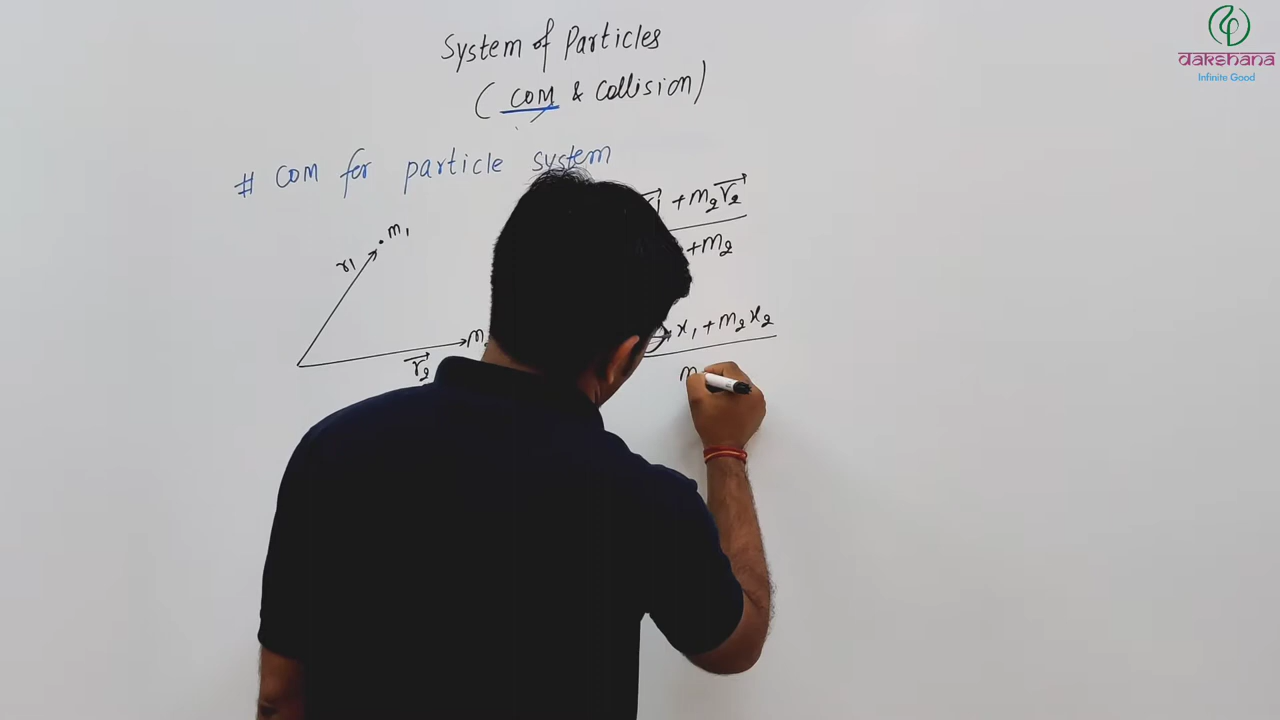 System of Particles
(COM & Collision)
# COM for particle system
m₁
r₁
m
r₂
+ m₂r₂
+ m₂
x₁ + m₂x₂
m
dakshana
Infinite Good